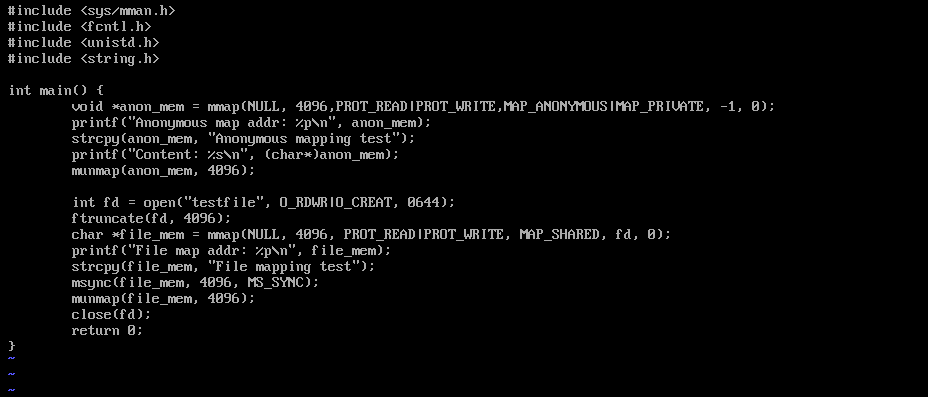 #include <sys/mman.h>
#include <fcntl.h>
#include <unistd.h>
#include <string.h>

int main() {
        void *anon_mem = mmap(NULL, 4096,PROT_READ|PROT_WRITE,MAP_ANONYMOUS|MAP_PRIVATE, -1, 0);
        printf("Anonymous map addr: %p\n", anon_mem);
        strcpy(anon_mem, "Anonymous mapping test");
        printf("Content: %s\n", (char*)anon_mem);
        munmap(anon_mem, 4096);

        int fd = open("testfile", O_RDWR|O_CREAT, 0644);
        ftruncate(fd, 4096);
        char *file_mem = mmap(NULL, 4096, PROT_READ|PROT_WRITE, MAP_SHARED, fd, 0);
        printf("File map addr: %p\n", file_mem);
        strcpy(file_mem, "File mapping test");
        msync(file_mem, 4096, MS_SYNC);
        munmap(file_mem, 4096);
        close(fd);
        return 0;
}
~
~
~